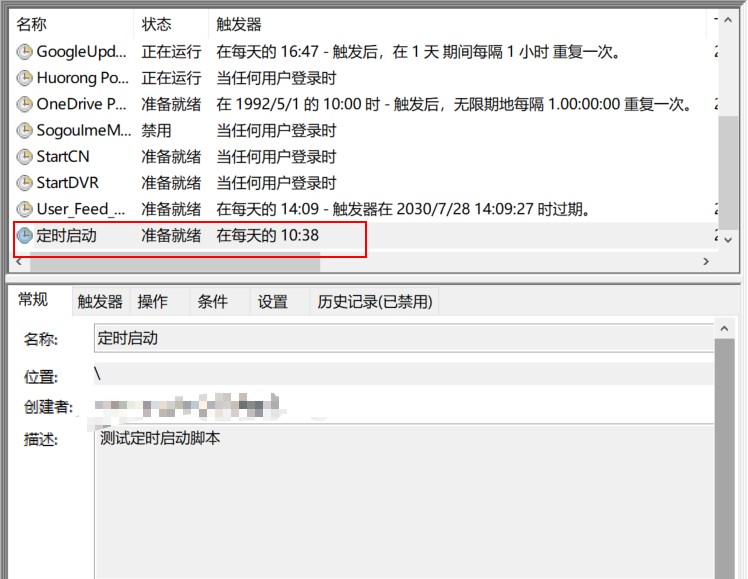 名称 状态 触发器
GoogleUpd... 正在运行 在每天的 16:47 - 触发后，在 1 天 期间每隔 1 小时 重复一次。
Huorong Po... 正在运行 当任何用户登录时
OneDrive P... 准备就绪 在 1992/5/1 的 10:00 时 - 触发后，无限期地每隔 1.00:00:00 重复一次。
SogouImeM... 禁用 当任何用户登录时
StartCN 准备就绪 当任何用户登录时
StartDVR 准备就绪 当任何用户登录时
User_Feed_... 准备就绪 在每天的 14:09 - 触发器在 2030/7/28 14:09:27 时过期。
定时启动 准备就绪 在每天的 10:38
常规 触发器 操作 条件 设置 历史记录(已禁用)
名称: 定时启动
位置: \
创建者:
描述: 测试定时启动脚本